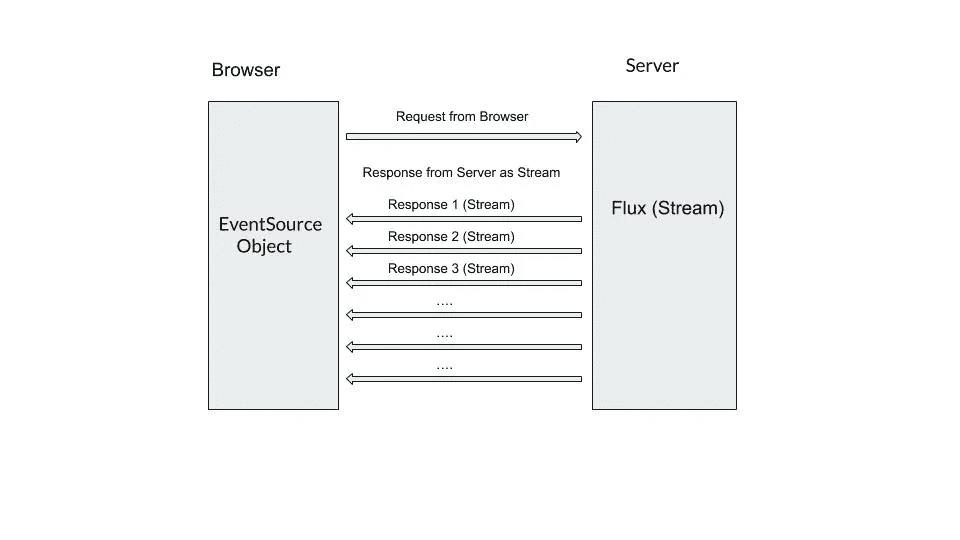 Browser
Server
Request from Browser
Response from Server as Stream
Response 1 (Stream)
Flux (Stream)
EventSource
Object
Response 2 (Stream)
Response 3 (Stream)
....
....
....